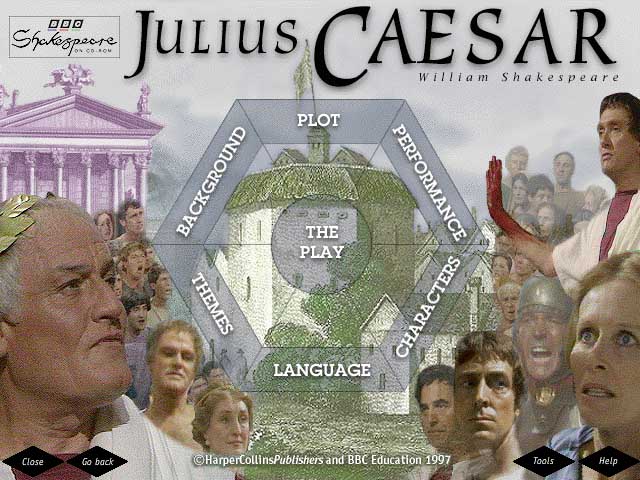 BBC
Shakespeare
ON CD-ROM
JULIUS CAESAR
William Shakespeare
PLOT
BACKGROUND
PERFORMANCE
THE
PLAY
THEMES
CHARACTERS
LANGUAGE
©HarperCollinsPublishers and BBC Education 1997
Close
Go back
Tools
Help